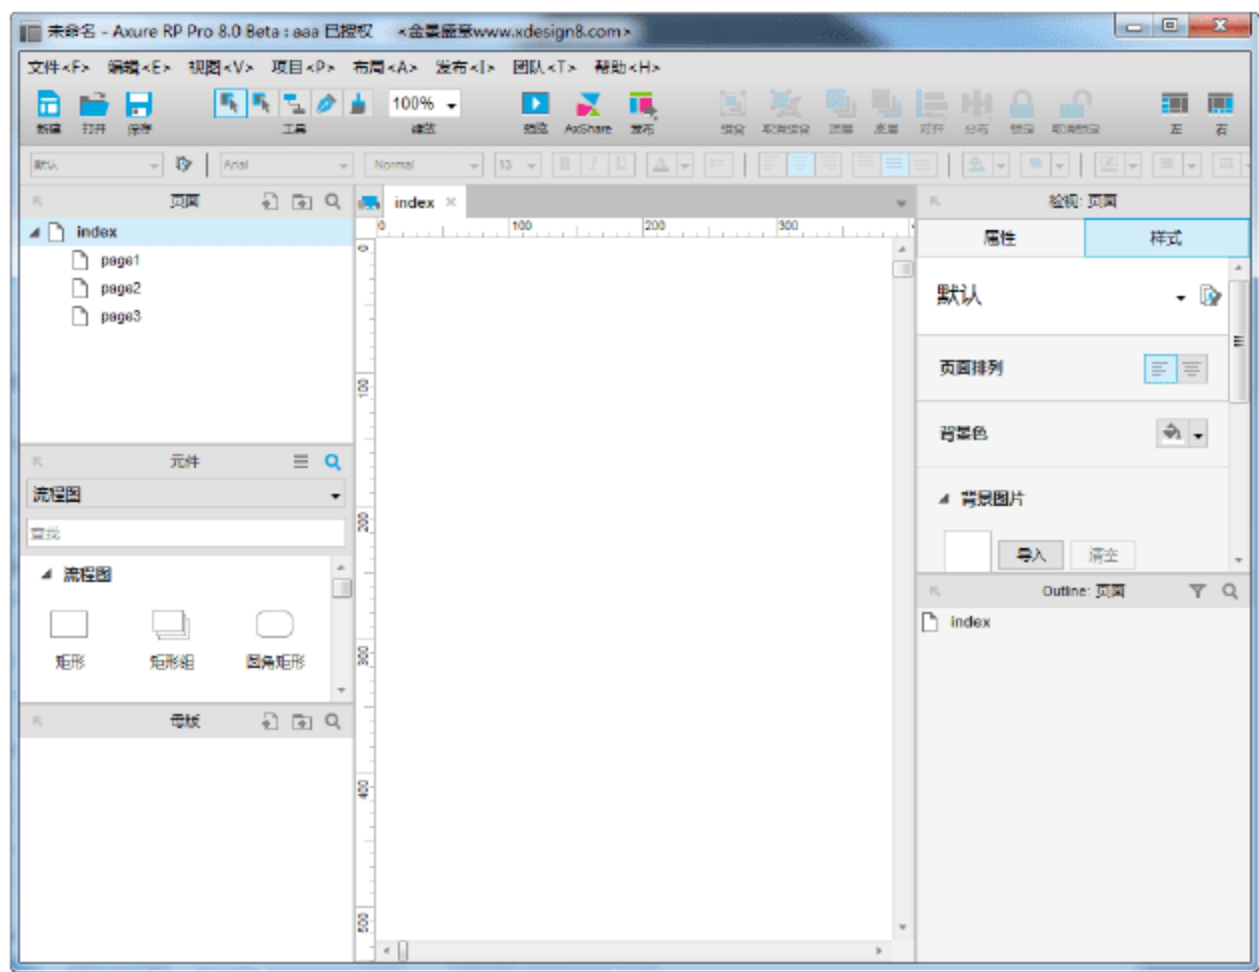 未命名 - Axure RP Pro 8.0 Beta : aaa 已授权 <金景盛意www.xdesign8.com>
文件<F> 编辑<E> 视图<V> 项目<P> 布局<A> 发布<I> 团队<T> 帮助<H>
100%
新建 打开 保存 工具 缩放 预览 AxShare 发布 组合 取消组合 顶层 底层 对齐 分布 锁定 取消锁定 左 右
默认 Arial Normal 13 B I U A
页面 index 检视: 页面
0 100 200 300
index
page1
page2
page3
属性 样式
默认
页面排列
背景色
背景图片
导入 清空
元件
流程图
查找
流程图
矩形 矩形组 圆角矩形
母版
0
100
200
300
400
500
Outline: 页面
index